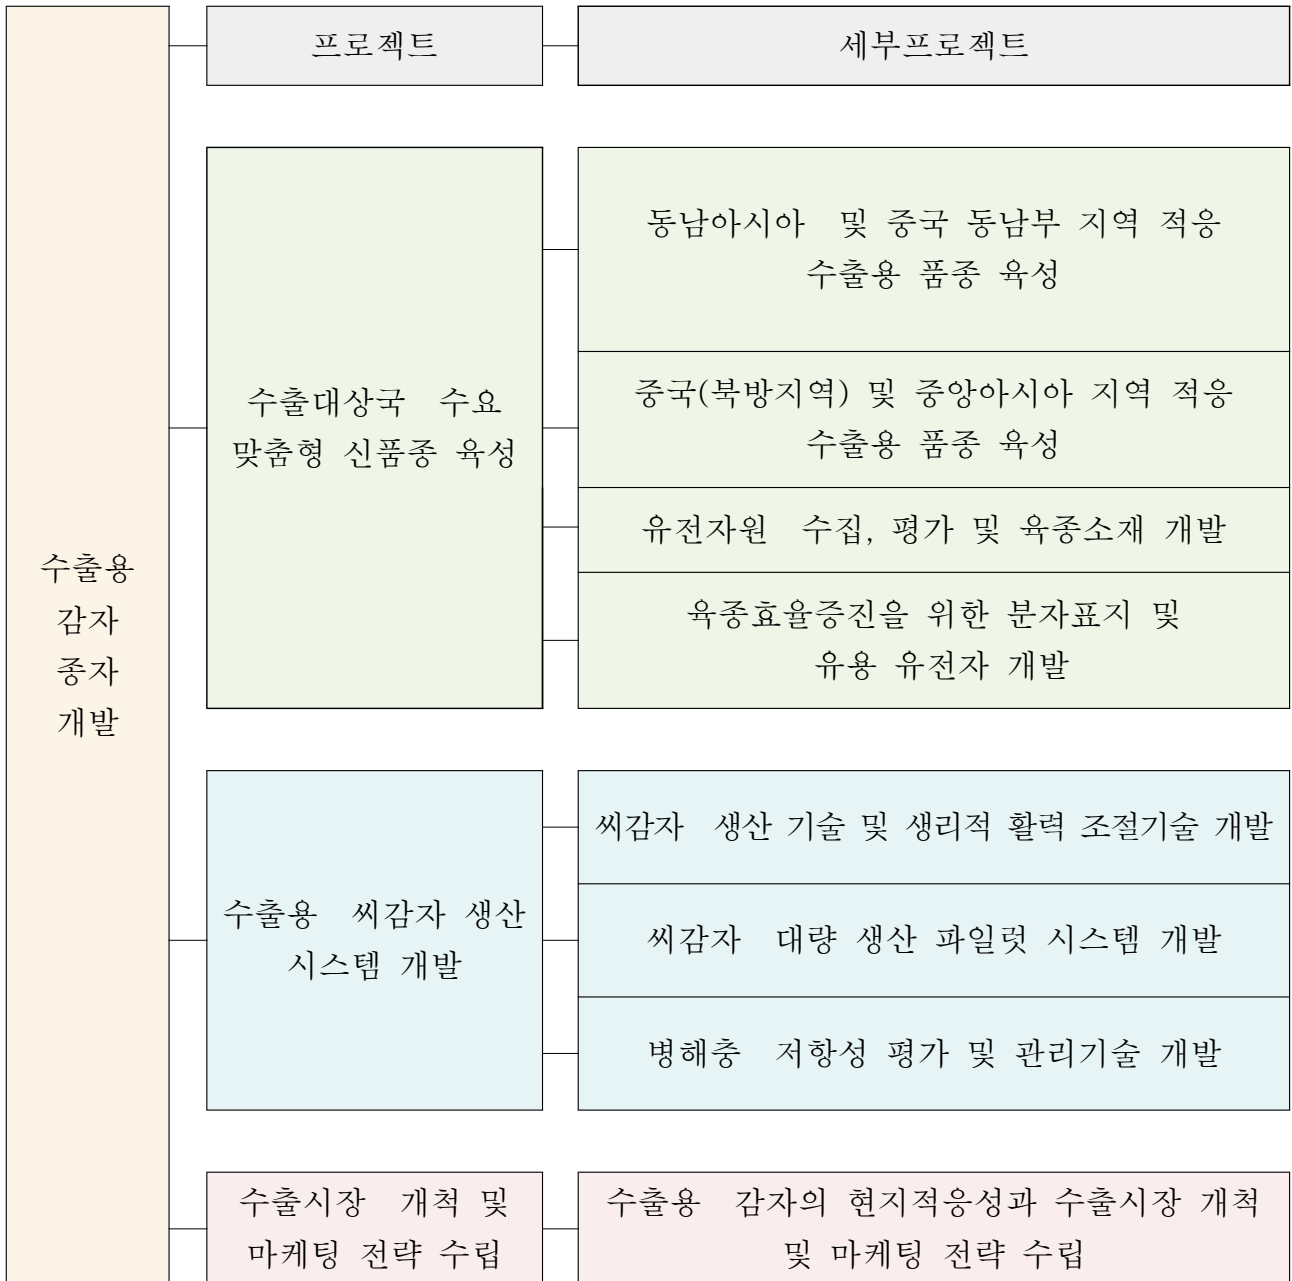 프로젝트
세부프로젝트
수출용
감자
종자
개발
수출대상국 수요
맞춤형 신품종 육성
동남아시아 및 중국 동남부 지역 적응
수출용 품종 육성
중국(북방지역) 및 중앙아시아 지역 적응
수출용 품종 육성
유전자원 수집, 평가 및 육종소재 개발
육종효율증진을 위한 분자표지 및
유용 유전자 개발
수출용 씨감자 생산
시스템 개발
씨감자 생산 기술 및 생리적 활력 조절기술 개발
씨감자 대량 생산 파일럿 시스템 개발
병해충 저항성 평가 및 관리기술 개발
수출시장 개척 및
마케팅 전략 수립
수출용 감자의 현지적응성과 수출시장 개척
및 마케팅 전략 수립